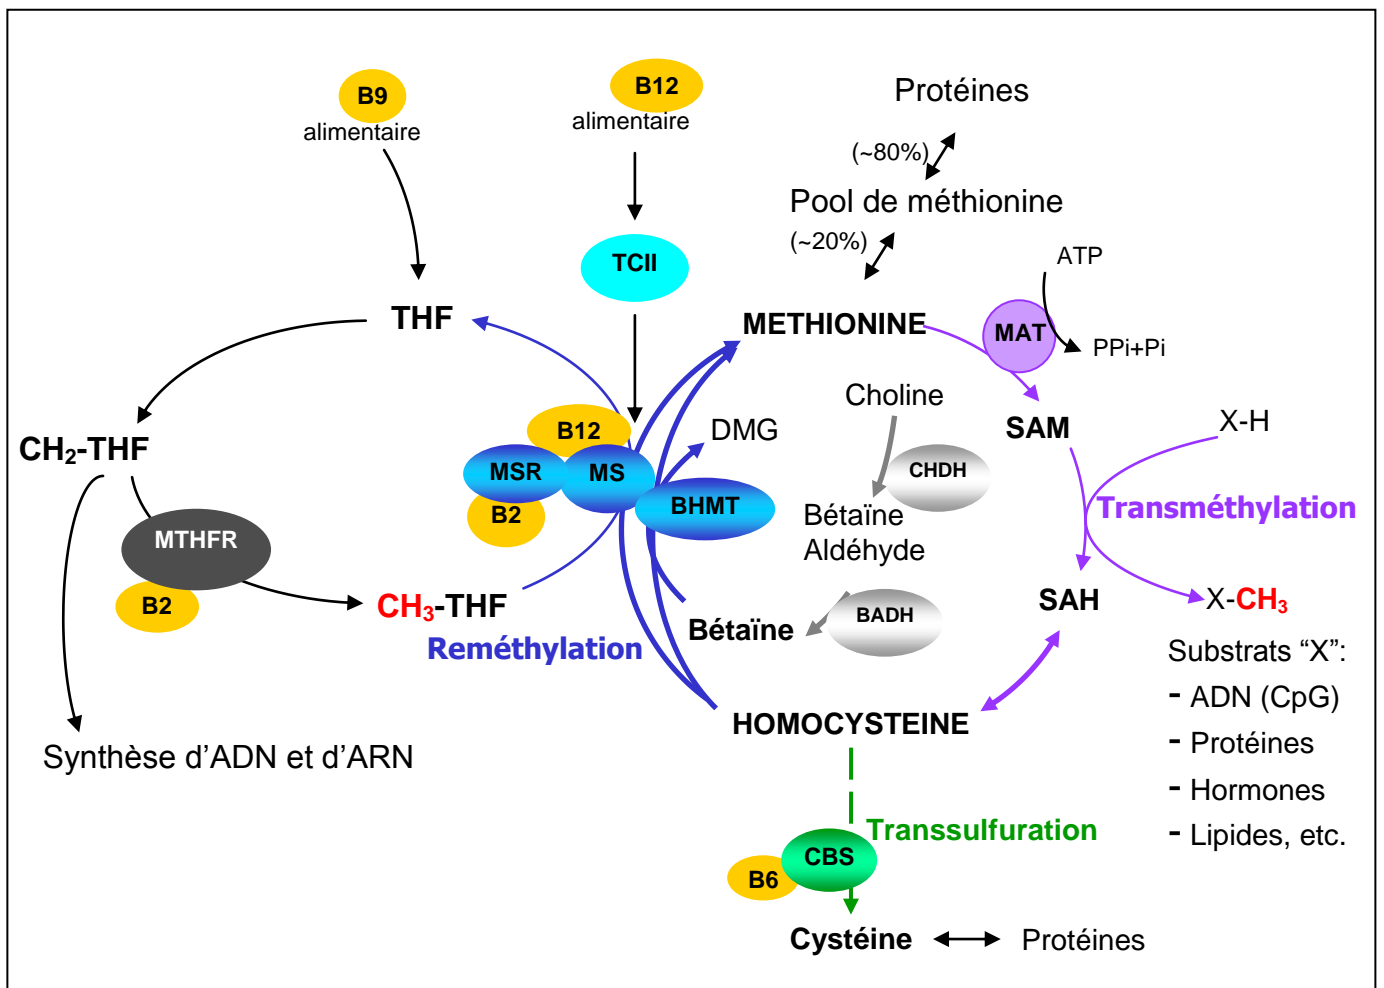 B9
alimentaire
B12
alimentaire
Protéines
(~80%)
Pool de méthionine
(~20%)
TCII
ATP
THF
METHIONINE
MAT
PPi+Pi
Choline
SAM
X-H
DMG
CH2-THF
B12
MSR
MS
CHDH
B2
BHMT
Bétaïne
Aldéhyde
Transméthylation
MTHFR
B2
CH3-THF
SAH
X-CH3
BADH
Bétaïne
Reméthylation
Substrats “X”:
- ADN (CpG)
- Protéines
- Hormones
- Lipides, etc.
HOMOCYSTEINE
Synthèse d’ADN et d’ARN
Transsulfuration
CBS
B6
Cystéine
Protéines